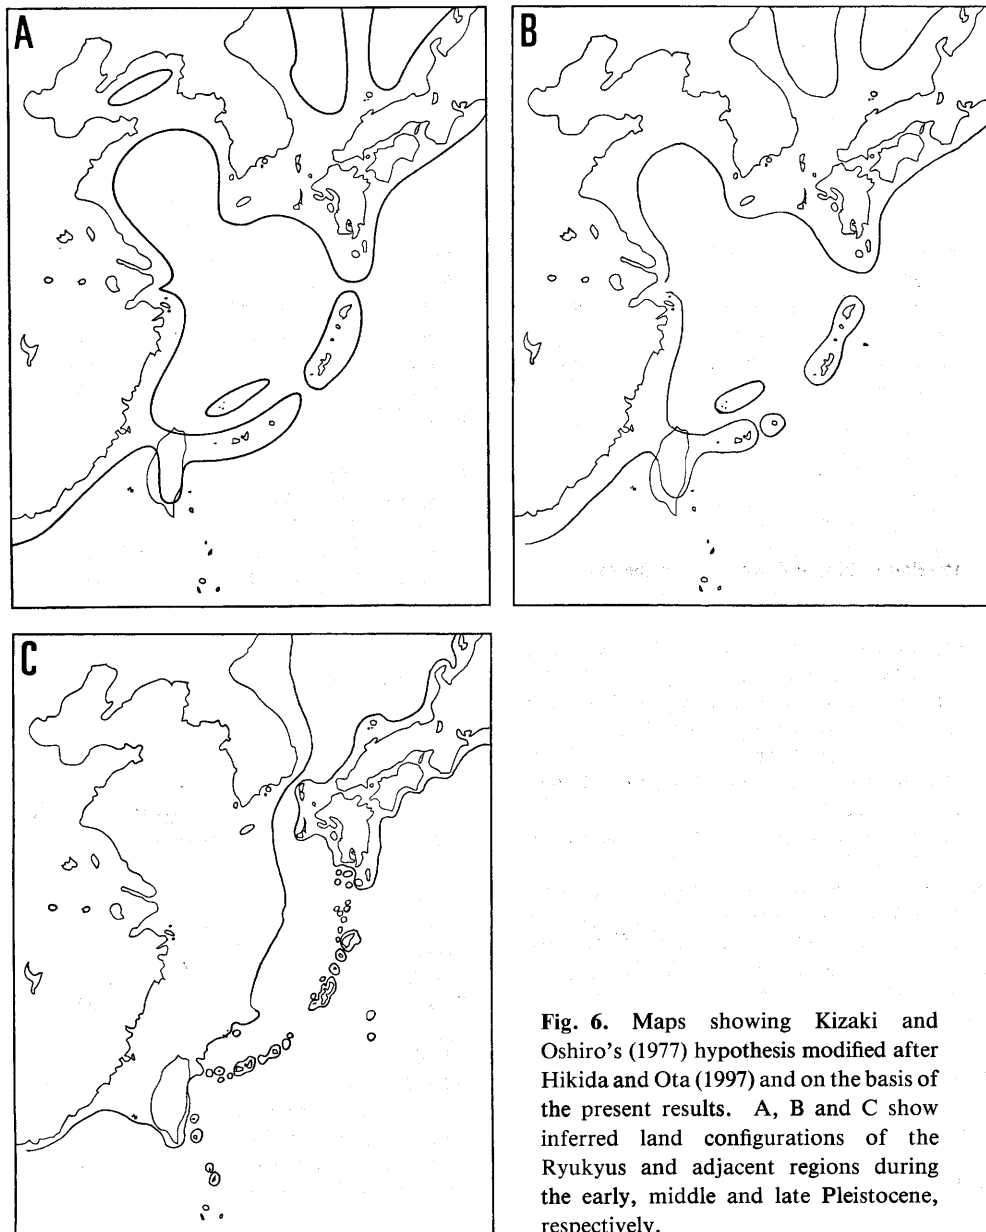 A
B
C
Fig. 6. Maps showing Kizaki and
Oshiro's (1977) hypothesis modified after
Hikida and Ota (1997) and on the basis of
the present results. A, B and C show
inferred land configurations of the
Ryukyus and adjacent regions during
the early, middle and late Pleistocene,
respectively.